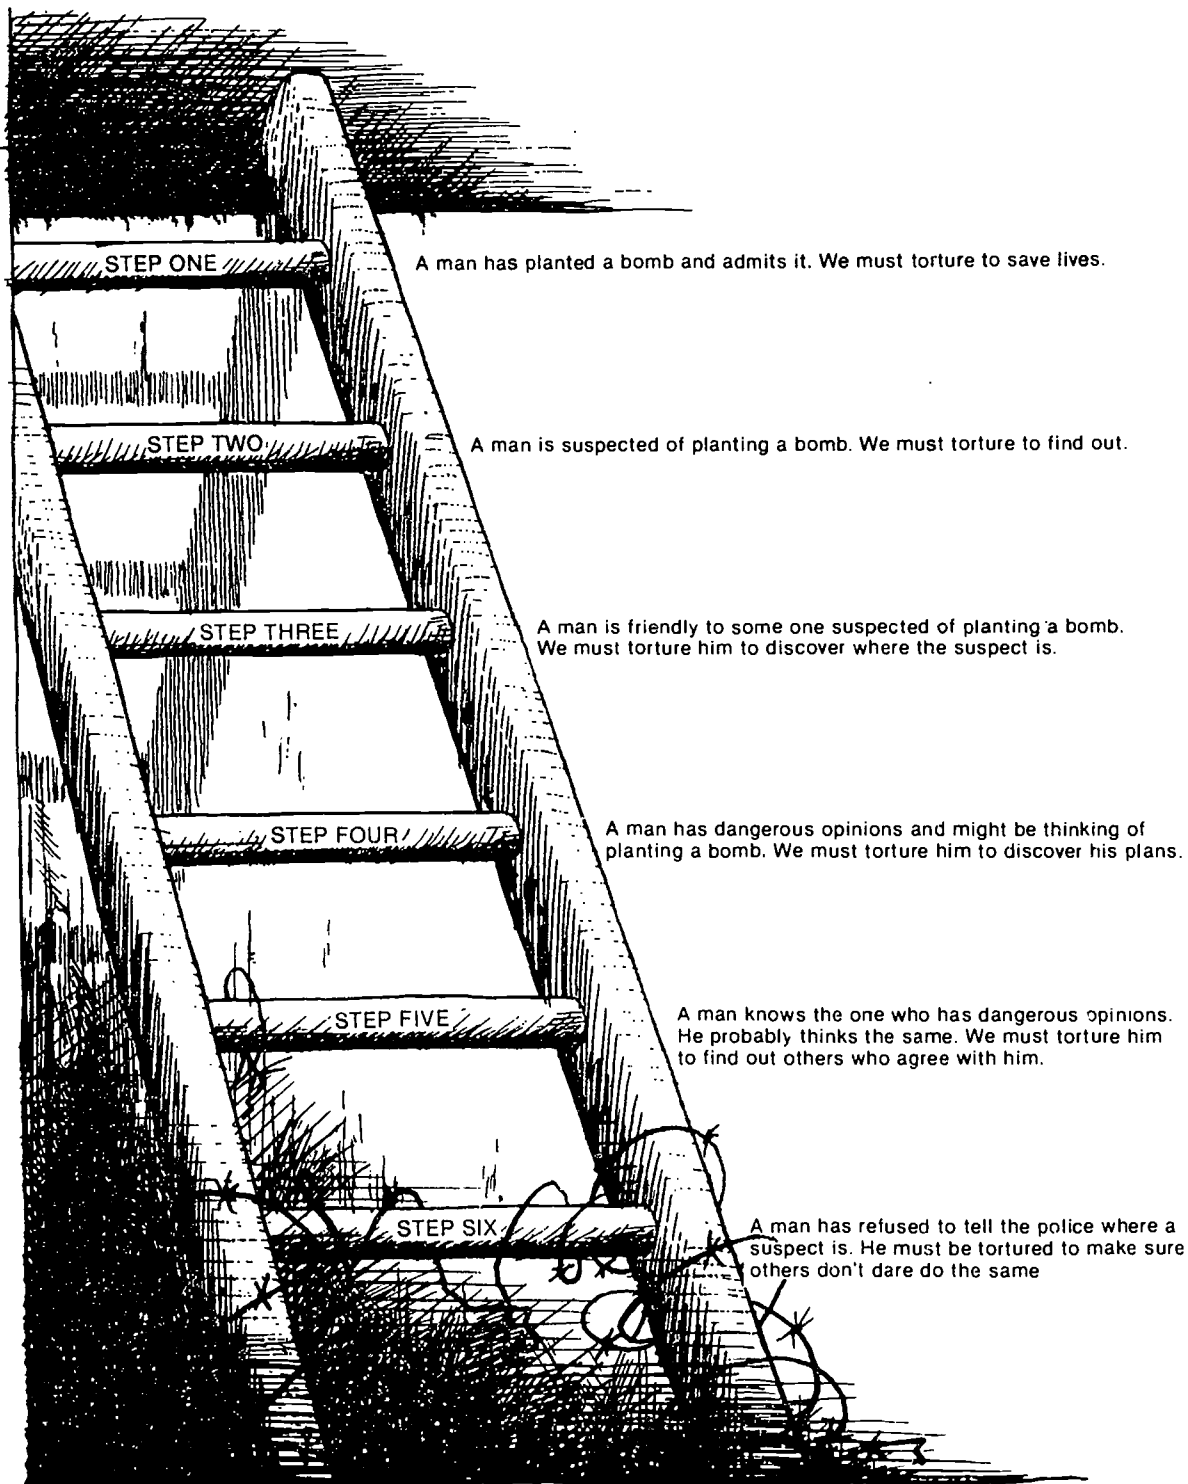 STEP ONE
A man has planted a bomb and admits it. We must torture to save lives.
STEP TWO
A man is suspected of planting a bomb. We must torture to find out.
STEP THREE
A man is friendly to some one suspected of planting a bomb.
We must torture him to discover where the suspect is.
STEP FOUR
A man has dangerous opinions and might be thinking of
planting a bomb. We must torture him to discover his plans.
STEP FIVE
A man knows the one who has dangerous opinions.
He probably thinks the same. We must torture him
to find out others who agree with him.
STEP SIX
A man has refused to tell the police where a
suspect is. He must be tortured to make sure
others don't dare do the same